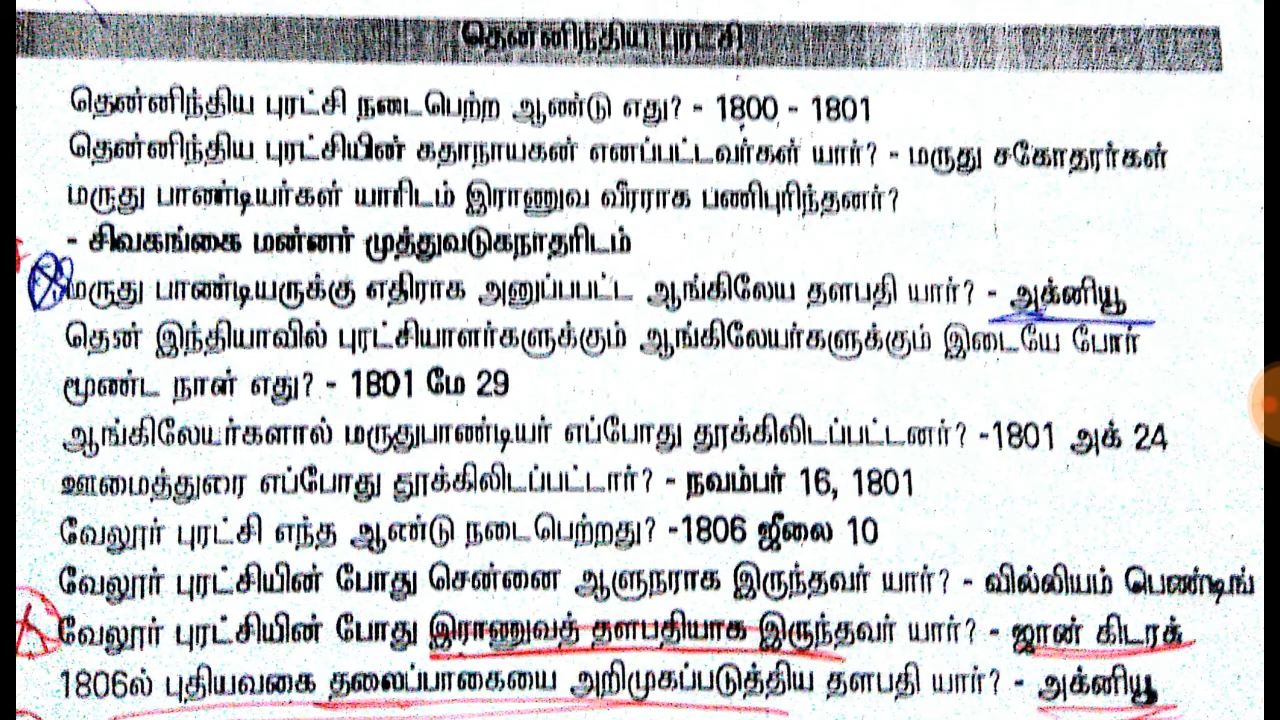 தென்னிந்திய புரட்சி
தென்னிந்திய புரட்சி நடைபெற்ற ஆண்டு எது? - 1800 - 1801
தென்னிந்திய புரட்சியின் கதாநாயகன் எனப்பட்டவர்கள் யார்? - மருது சகோதரர்கள்
மருது பாண்டியர்கள் யாரிடம் இராணுவ வீரராக பணிபுரிந்தனர்?
- சிவகங்கை மன்னர் முத்துவடுகநாதரிடம்
மருது பாண்டியருக்கு எதிராக அனுப்பபட்ட ஆங்கிலேய தளபதி யார்? - அக்னியூ
தென் இந்தியாவில் புரட்சியாளர்களுக்கும் ஆங்கிலேயர்களுக்கும் இடையே போர்
மூண்ட நாள் எது? - 1801 மே 29
ஆங்கிலேயர்களால் மருதுபாண்டியர் எப்போது தூக்கிலிடப்பட்டனர்? -1801 அக் 24
ஊமைத்துரை எப்போது தூக்கிலிடப்பட்டார்? - நவம்பர் 16, 1801
வேலூர் புரட்சி எந்த ஆண்டு நடைபெற்றது? -1806 ஜீலை 10
வேலூர் புரட்சியின் போது சென்னை ஆளுநராக இருந்தவர் யார்? - வில்லியம் பெண்டிங்
வேலூர் புரட்சியின் போது இராணுவத் தளபதியாக இருந்தவர் யார்? - ஜான் கிடரக்
1806ல் புதியவகை தலைப்பாகையை அறிமுகப்படுத்திய தளபதி யார்? - அக்னியூ